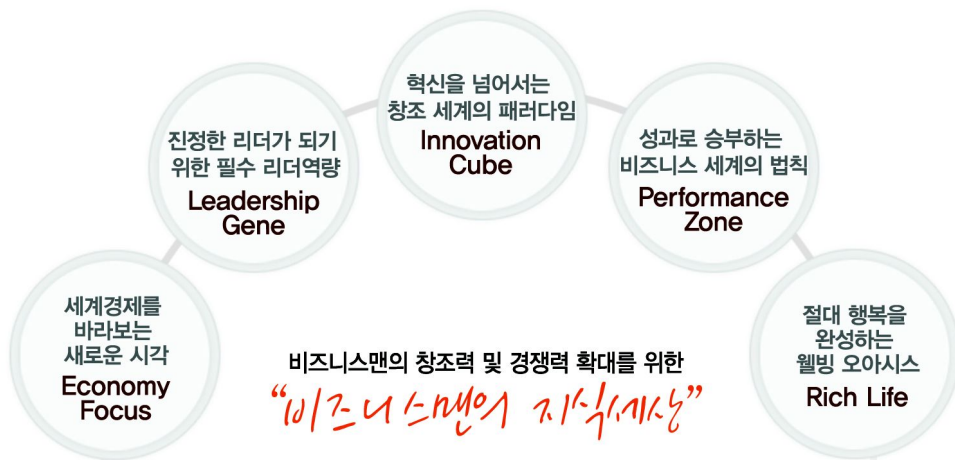 세계경제를
바라보는
새로운 시각
Economy
Focus
진정한 리더가 되기
위한 필수 리더역량
Leadership
Gene
혁신을 넘어서는
창조 세계의 패러다임
Innovation
Cube
성과로 승부하는
비즈니스 세계의 법칙
Performance
Zone
절대 행복을
완성하는
웰빙 오아시스
Rich Life
비즈니스맨의 창조력 및 경쟁력 확대를 위한
“비즈니스맨의 지식세상”